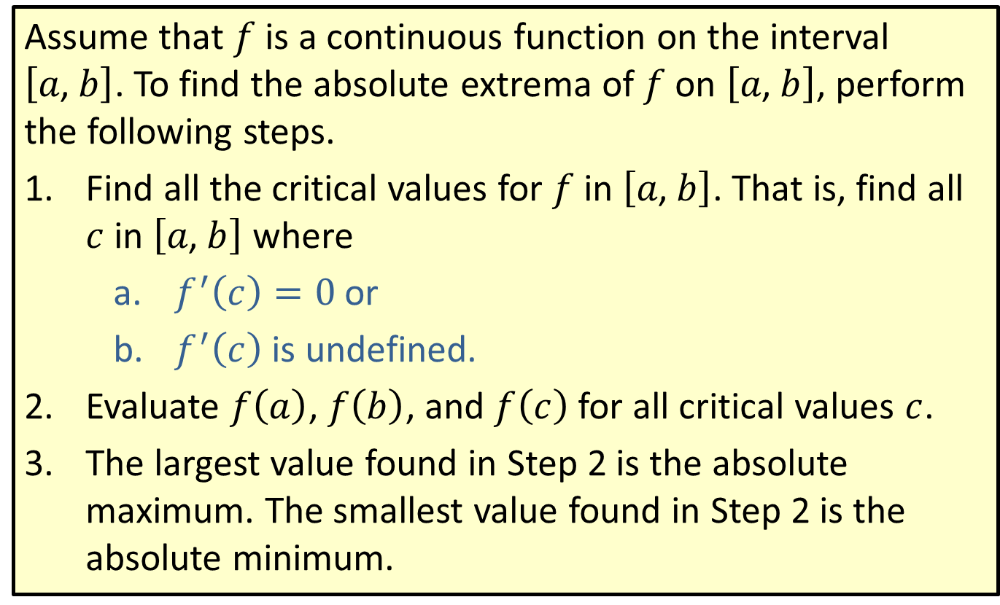 Assume that f is a continuous function on the interval
[a, b]. To find the absolute extrema of f on [a, b], perform
the following steps.
1. Find all the critical values for f in [a, b]. That is, find all
c in [a, b] where
a. f′(c) = 0 or
b. f′(c) is undefined.
2. Evaluate f(a), f(b), and f(c) for all critical values c.
3. The largest value found in Step 2 is the absolute
maximum. The smallest value found in Step 2 is the
absolute minimum.